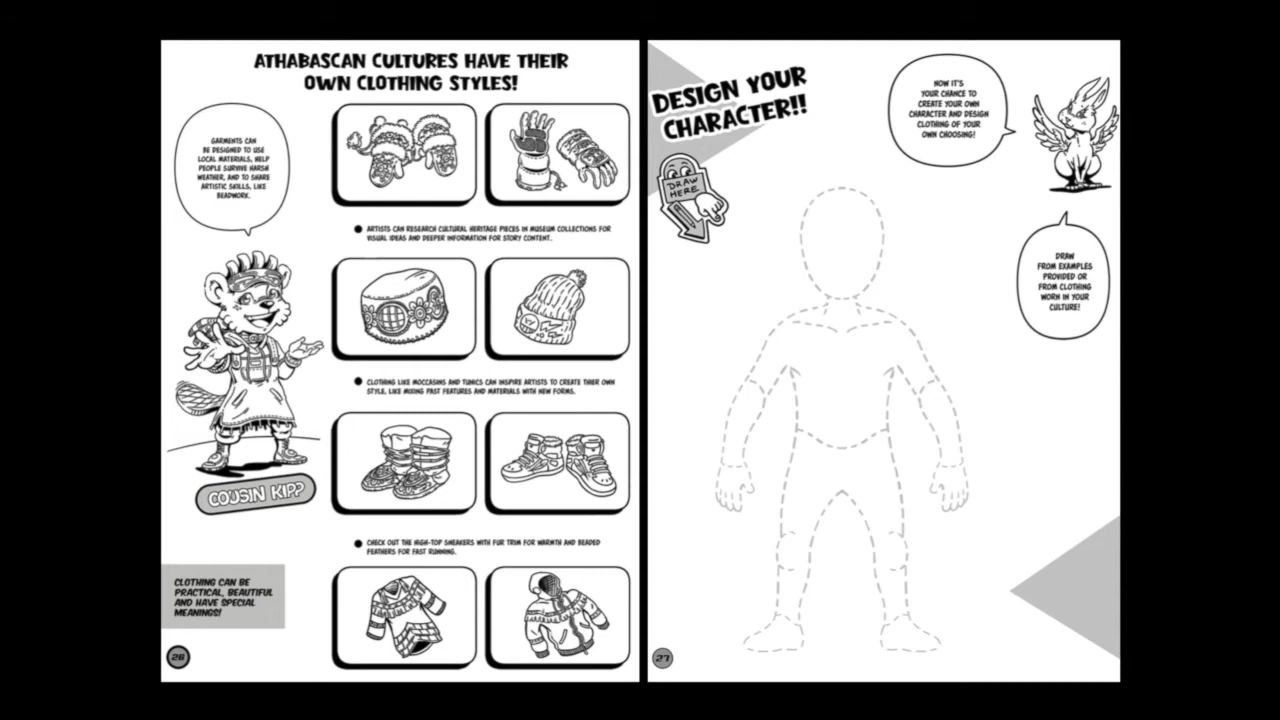 ATHABASCAN CULTURES HAVE THEIR
OWN CLOTHING STYLES!
GARMENTS CAN
BE DESIGNED TO USE
LOCAL MATERIALS, HELP
PEOPLE SURVIVE HARSH
WEATHER, AND TO SHARE
ARTISTIC SKILLS, LIKE
BEADWORK.
ARTISTS CAN RESEARCH CULTURAL HERITAGE PIECES IN MUSEUM COLLECTIONS FOR
VISUAL IDEAS AND DEEPER INFORMATION FOR STORY CONTENT.
CLOTHING LIKE MOCCASINS AND TUNICS CAN INSPIRE ARTISTS TO CREATE THIER OWN
STYLE, LIKE MIXING PAST FEATURES AND MATERIALS WITH NEW FORMS.
COUSIN KIPP
CHECK OUT THE HIGH-TOP SNEAKERS WITH FUR TRIM FOR WARMTH AND BEADED
FEATHERS FOR FAST RUNNING.
CLOTHING CAN BE
PRACTICAL, BEAUTIFUL
AND HAVE SPECIAL
MEANINGS!
26
DESIGN YOUR
CHARACTER!!
DRAW
HERE
NOW IT'S
YOUR CHANCE TO
CREATE YOUR OWN
CHARACTER AND DESIGN
CLOTHING OF YOUR
OWN CHOOSING!
DRAW
FROM EXAMPLES
PROVIDED OR
FROM CLOTHING
WORN IN YOUR
CULTURE!
27